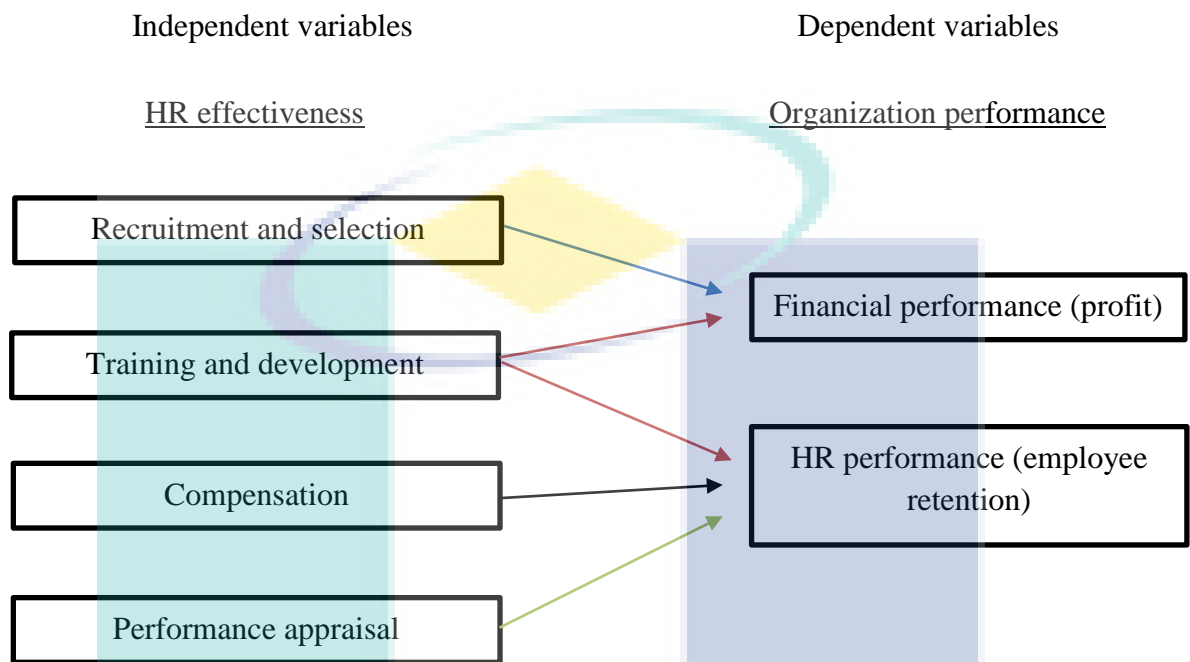 Independent variables
Dependent variables
HR effectiveness
Organization performance
Recruitment and selection
Financial performance (profit)
Training and development
HR performance (employee
retention)
Compensation
Performance appraisal